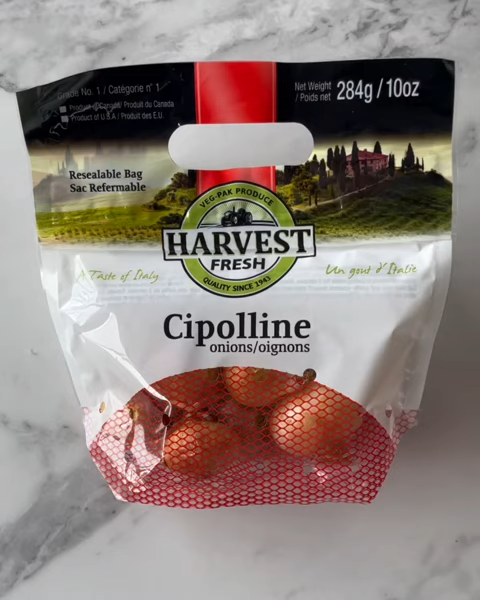 Grade No. 1 / Catégorie n° 1
Product of Canada/ Produit du Canada
Product of U.S.A./ Produit des E.U.
Net Weight
/ Poids net
284g / 10oz
Resealable Bag
Sac Refermable
VEG-PAK PRODUCE
HARVEST
FRESH
QUALITY SINCE 1943
A Taste of Italy
Un gout d'Italie
Cipolline
onions/oignons